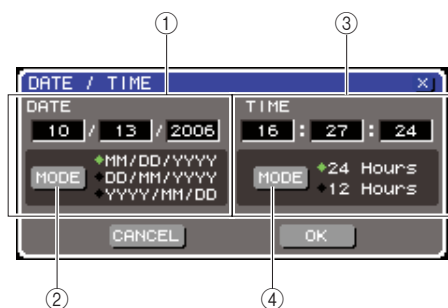 ① ③
DATE / TIME ×
DATE
10 / 13 / 2006
MODE
MM/DD/YYYY
DD/MM/YYYY
YYYY/MM/DD
TIME
16 : 27 : 24
MODE
24 Hours
12 Hours
CANCEL OK
② ④